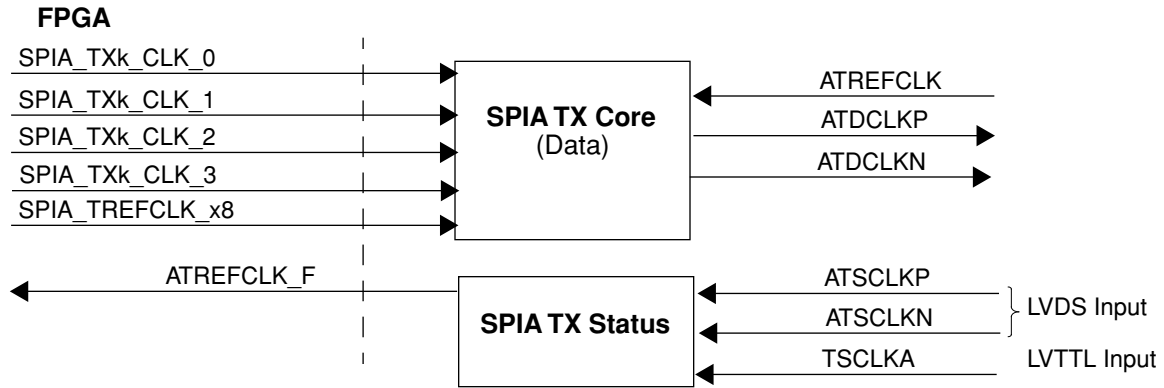 FPGA
SPIA_TXk_CLK_0
SPIA_TXk_CLK_1
SPIA_TXk_CLK_2
SPIA_TXk_CLK_3
SPIA_TREFCLK_x8
SPIA TX Core
(Data)
ATREFCLK
ATDCLKP
ATDCLKN
ATREFCLK_F
SPIA TX Status
ATSCLKP
ATSCLKN
LVDS Input
TSCLKA
LVTTL Input